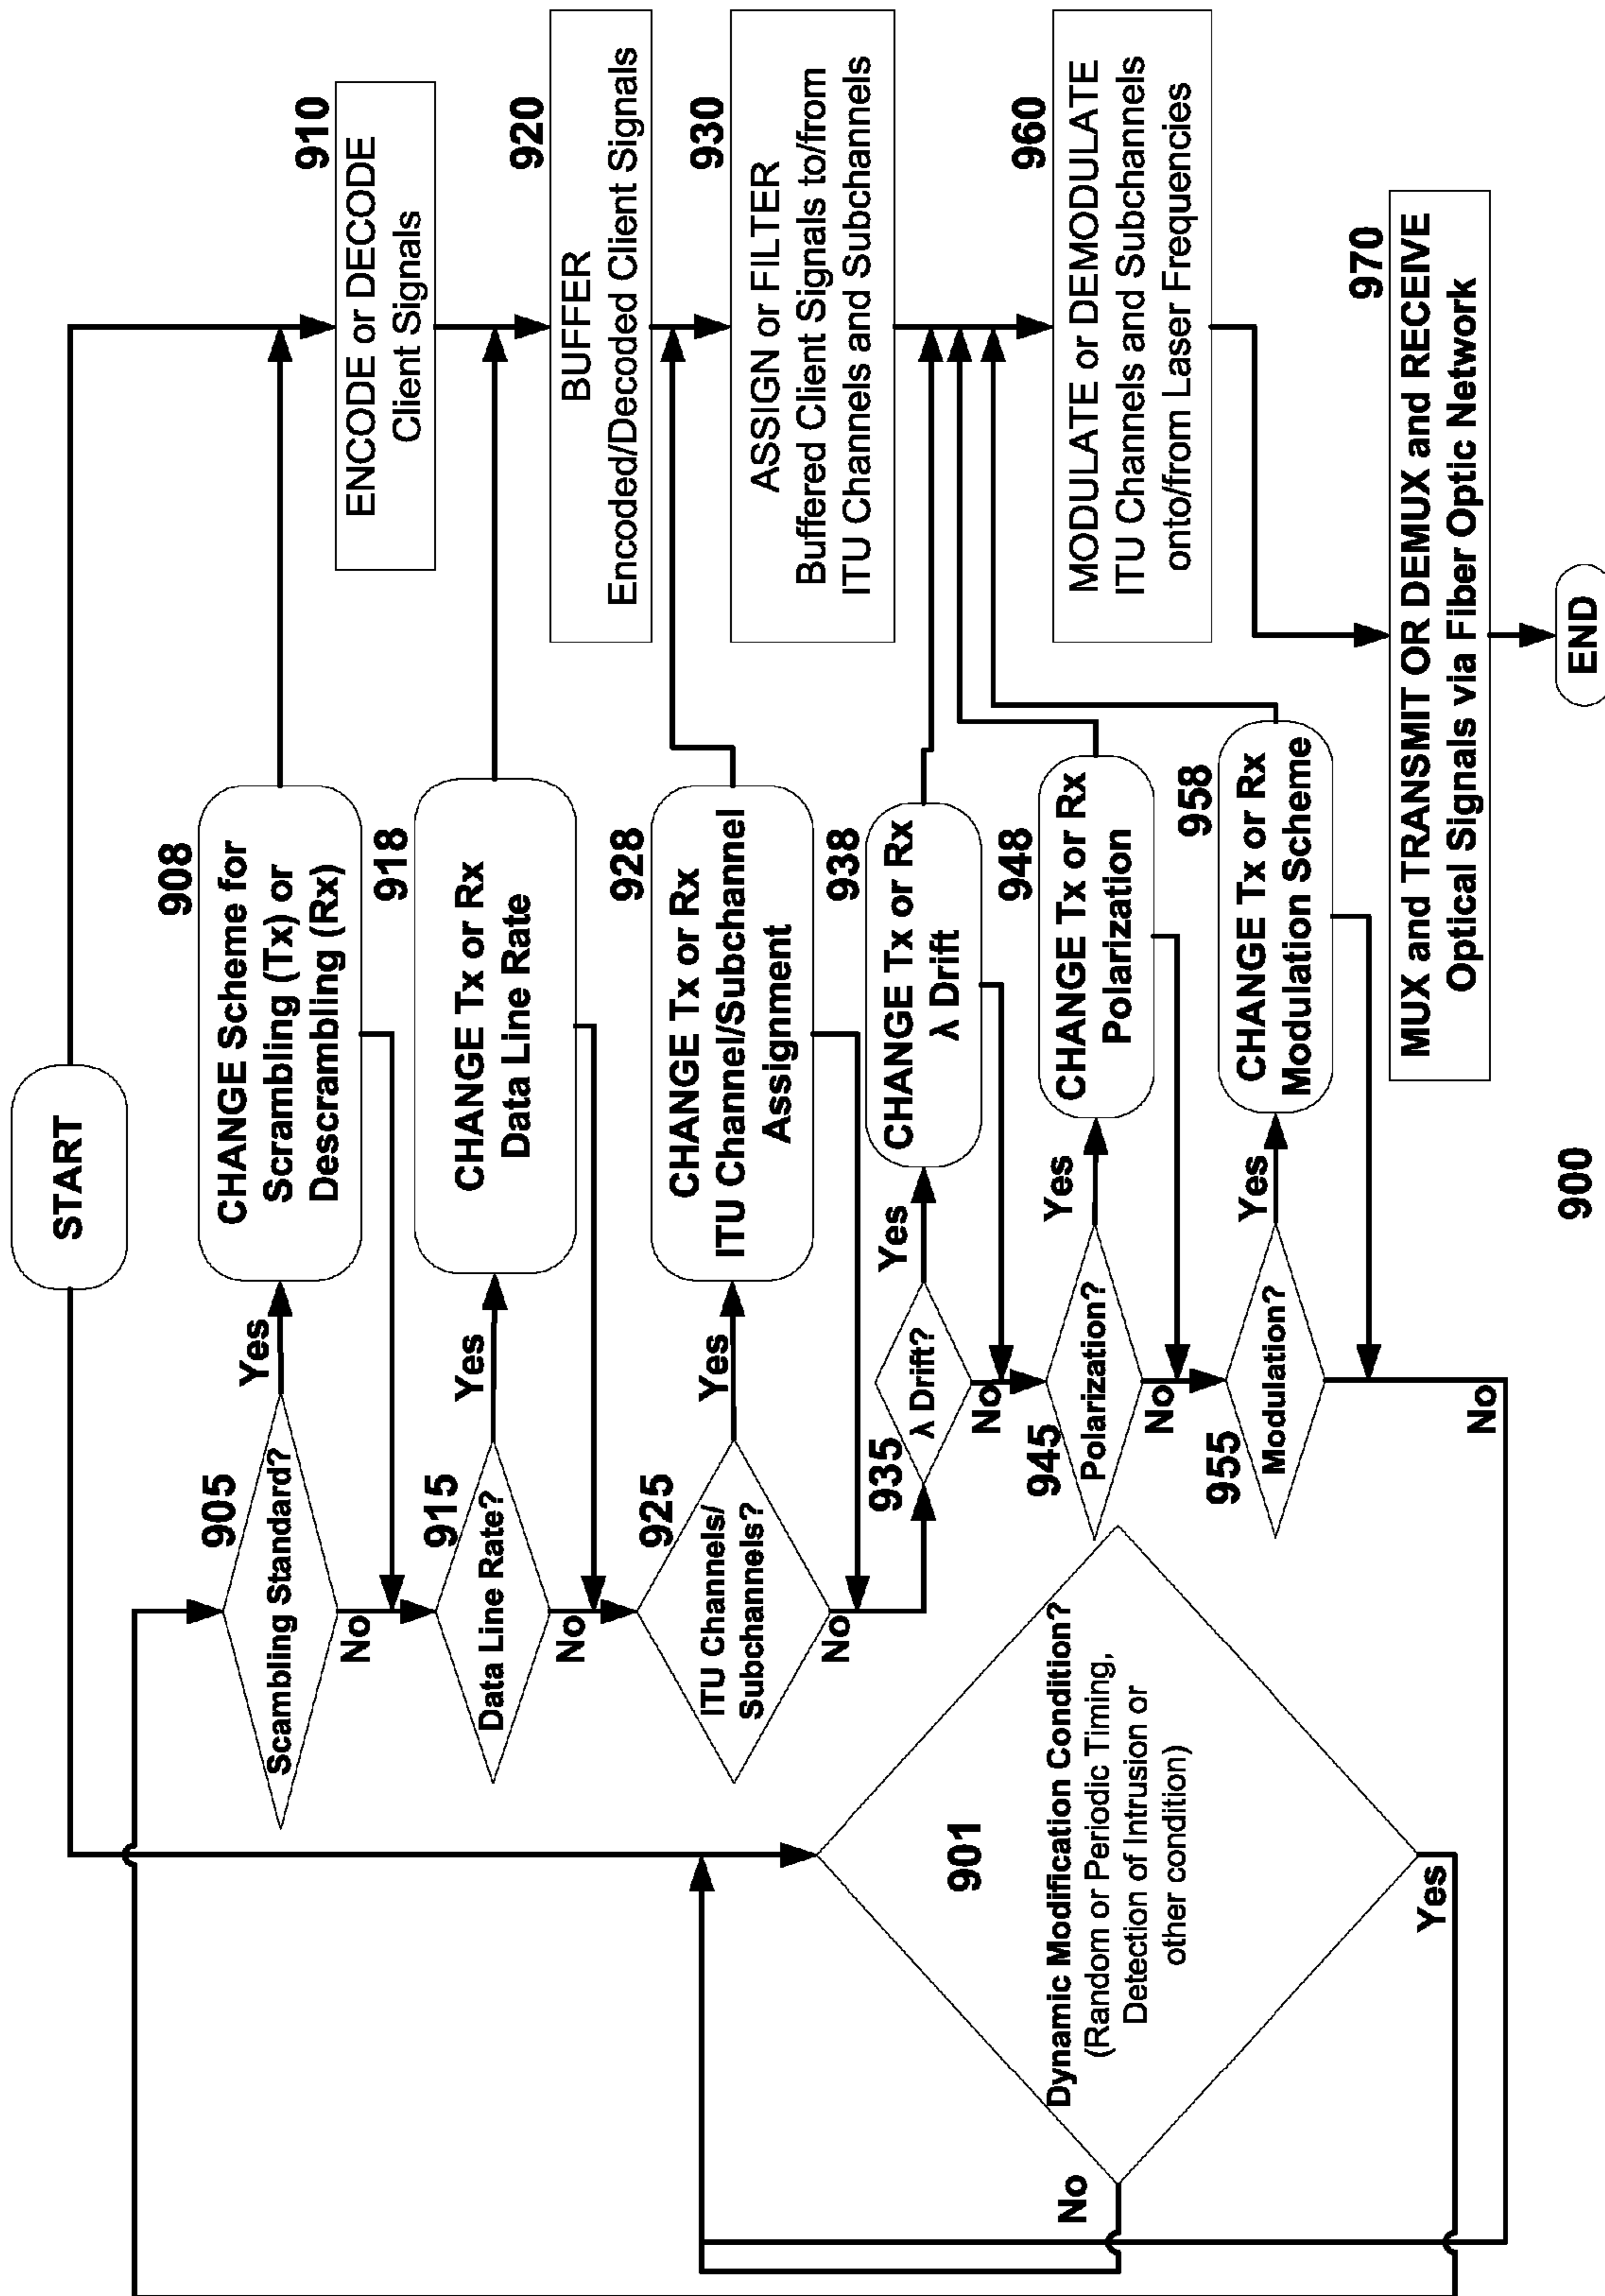 START
908
CHANGE Scheme for
Scrambling (Tx) or
Descrambling (Rx)
905
Scambling Standard?
Yes
No
910
ENCODE or DECODE
Client Signals
918
CHANGE Tx or Rx
Data Line Rate
915
Data Line Rate?
Yes
No
920
BUFFER
Encoded/Decoded Client Signals
928
CHANGE Tx or Rx
ITU Channel/Subchannel
Assignment
925
ITU Channels/
Subchannels?
Yes
No
930
ASSIGN or FILTER
Buffered Client Signals to/from
ITU Channels and Subchannels
938
CHANGE Tx or Rx
λ Drift
935
λ Drift?
Yes
No
948
CHANGE Tx or Rx
Polarization
945
Polarization?
Yes
No
958
CHANGE Tx or Rx
Modulation Scheme
955
Modulation?
Yes
No
960
MODULATE or DEMODULATE
ITU Channels and Subchannels
onto/from Laser Frequencies
901
Dynamic Modification Condition?
(Random or Periodic Timing,
Detection of Intrusion or
other condition)
No
Yes
970
MUX and TRANSMIT OR DEMUX and RECEIVE
Optical Signals via Fiber Optic Network
END
900